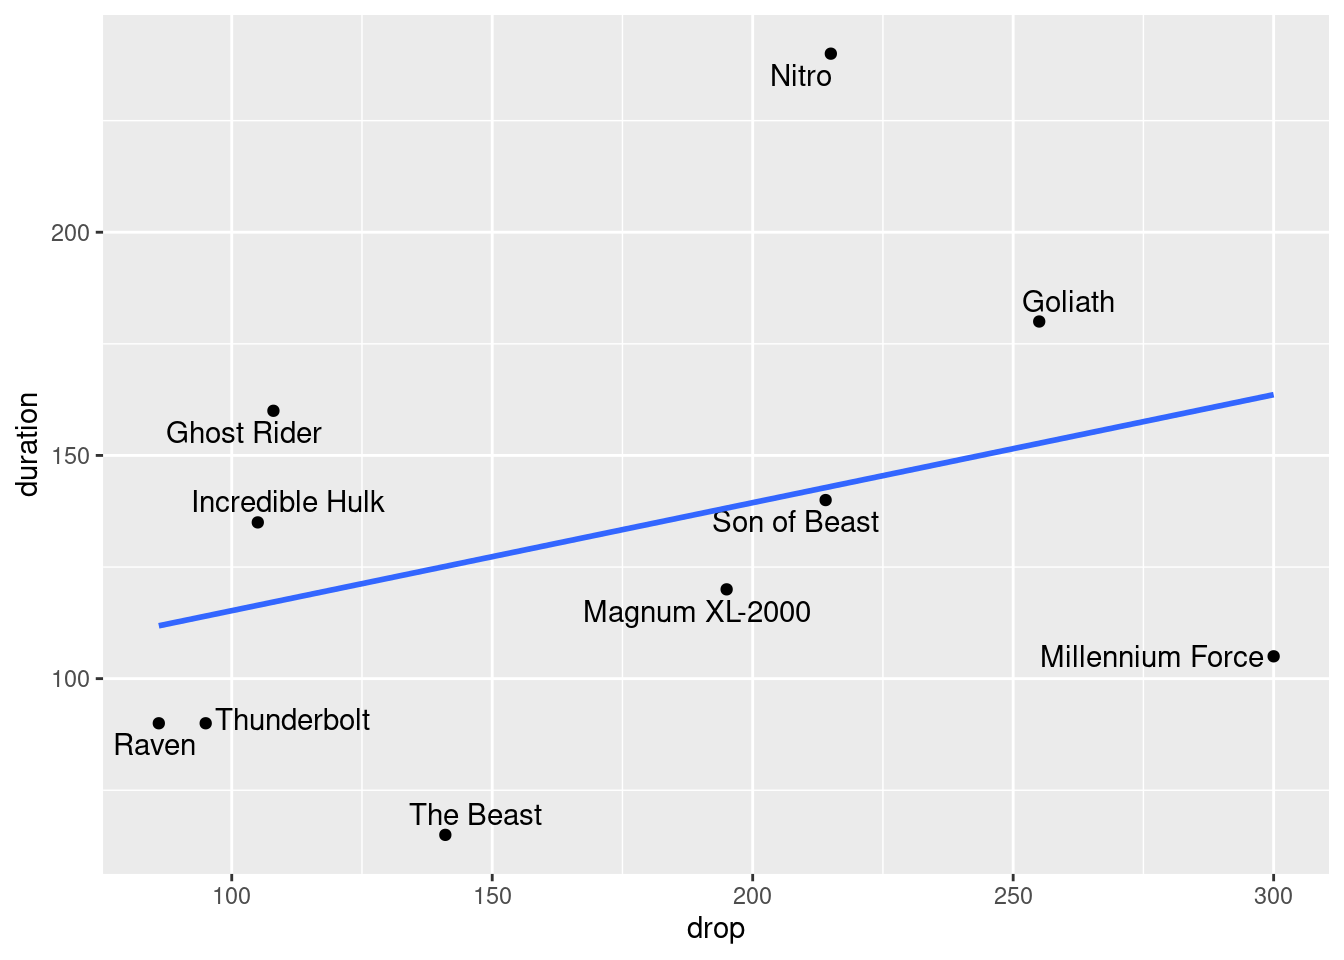 Nitro
200
Goliath
duration
Ghost Rider
150
Incredible Hulk
Son of Beast
Magnum XL-2000
Millennium Force
100
Thunderbolt
Raven
The Beast
100 150 200 250 300
drop